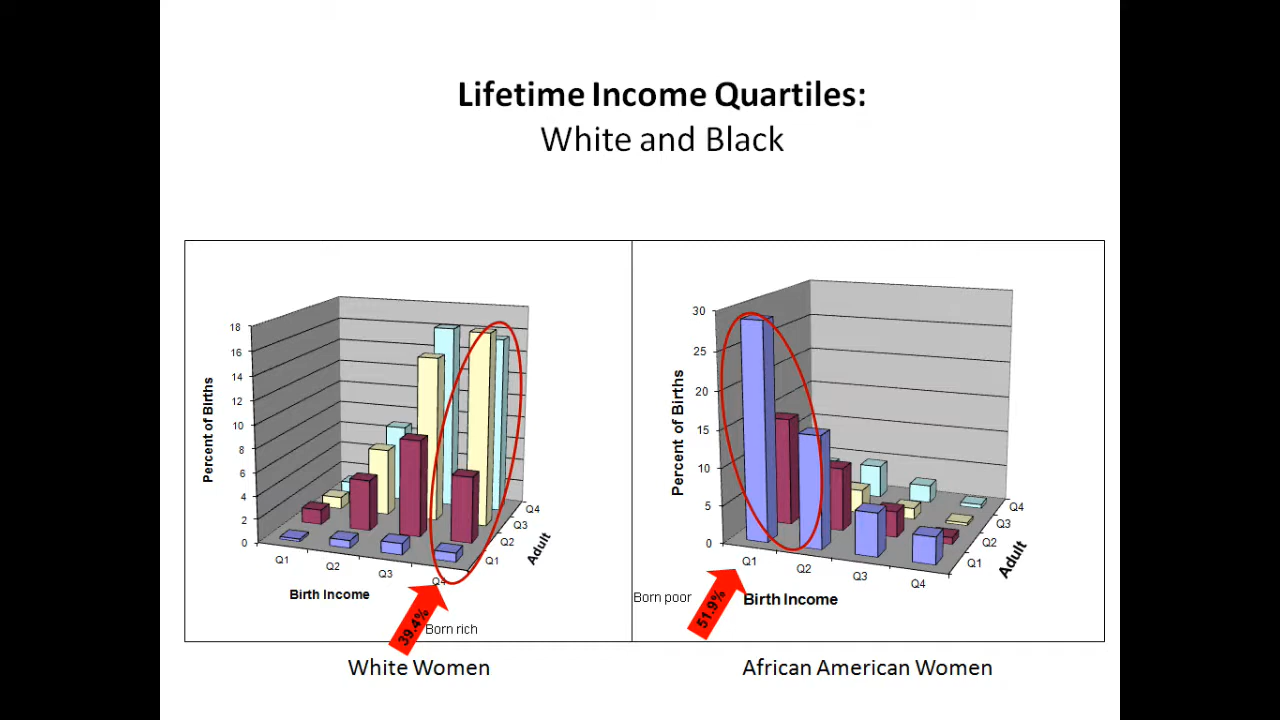 Lifetime Income Quartiles:
White and Black
18
16
14
12
10
8
6
4
2
0
Percent of Births
Q1
Q2
Q3
Q4
Birth Income
Q1
Q2
Q3
Q4
Adult
39.4%
Born rich
White Women
30
25
20
15
10
5
0
Percent of Births
Q1
Q2
Q3
Q4
Birth Income
Q1
Q2
Q3
Q4
Adult
Born poor
51.9%
African American Women